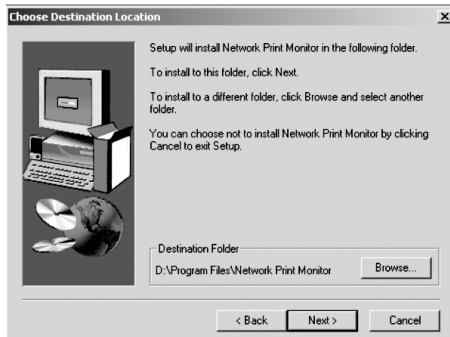 Choose Destination Location
Setup will install Network Print Monitor in the following folder.
To install to this folder, click Next.
To install to a different folder, click Browse and select another
folder.
You can choose not to install Network Print Monitor by clicking
Cancel to exit Setup.
Destination Folder
D:\Program Files\Network Print Monitor
Browse...
< Back
Next >
Cancel